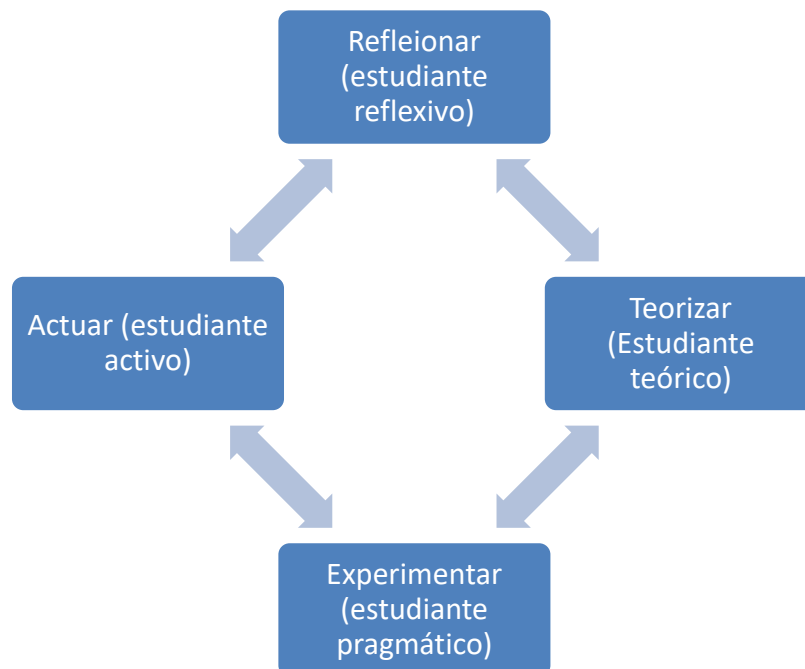 Refleionar
(estudiante
reflexivo)
Actuar (estudiante
activo)
Teorizar
(Estudiante
teórico)
Experimentar
(estudiante
pragmático)